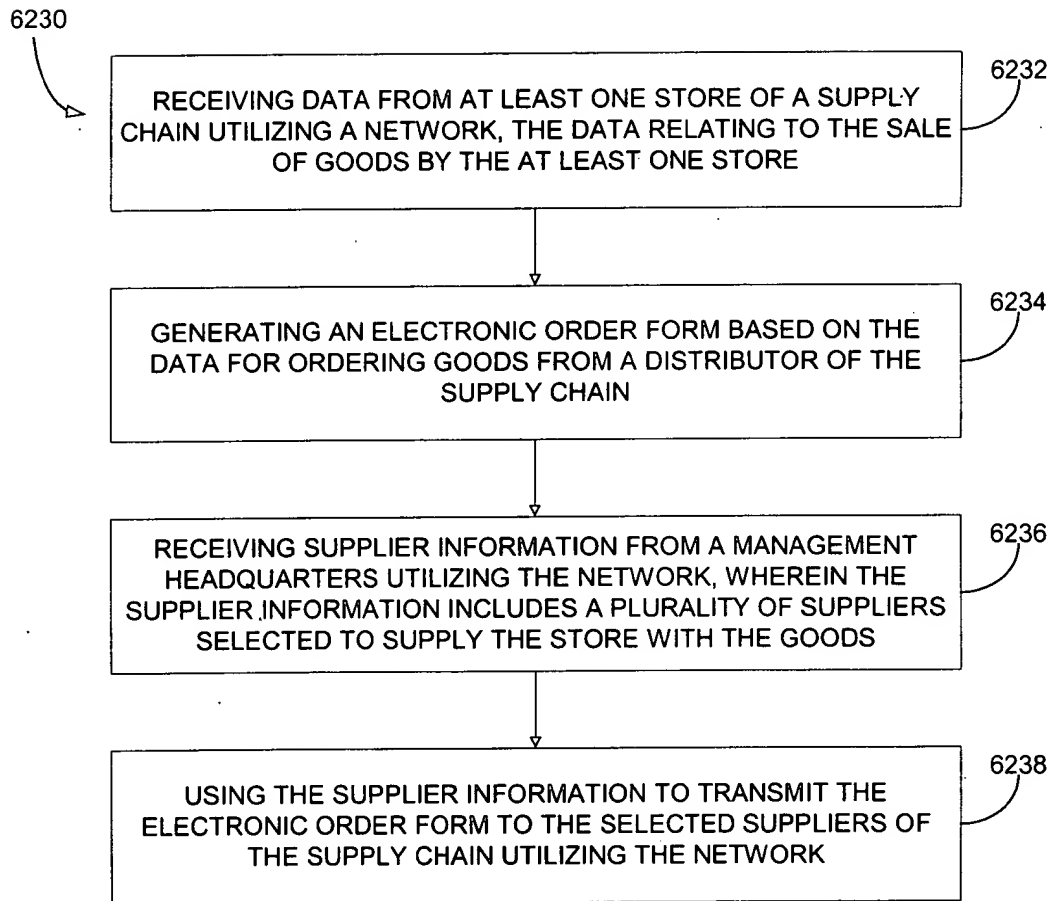 6230
6232
RECEIVING DATA FROM AT LEAST ONE STORE OF A SUPPLY
CHAIN UTILIZING A NETWORK, THE DATA RELATING TO THE SALE
OF GOODS BY THE AT LEAST ONE STORE
6234
GENERATING AN ELECTRONIC ORDER FORM BASED ON THE
DATA FOR ORDERING GOODS FROM A DISTRIBUTOR OF THE
SUPPLY CHAIN
6236
RECEIVING SUPPLIER INFORMATION FROM A MANAGEMENT
HEADQUARTERS UTILIZING THE NETWORK, WHEREIN THE
SUPPLIER INFORMATION INCLUDES A PLURALITY OF SUPPLIERS
SELECTED TO SUPPLY THE STORE WITH THE GOODS
6238
USING THE SUPPLIER INFORMATION TO TRANSMIT THE
ELECTRONIC ORDER FORM TO THE SELECTED SUPPLIERS OF
THE SUPPLY CHAIN UTILIZING THE NETWORK